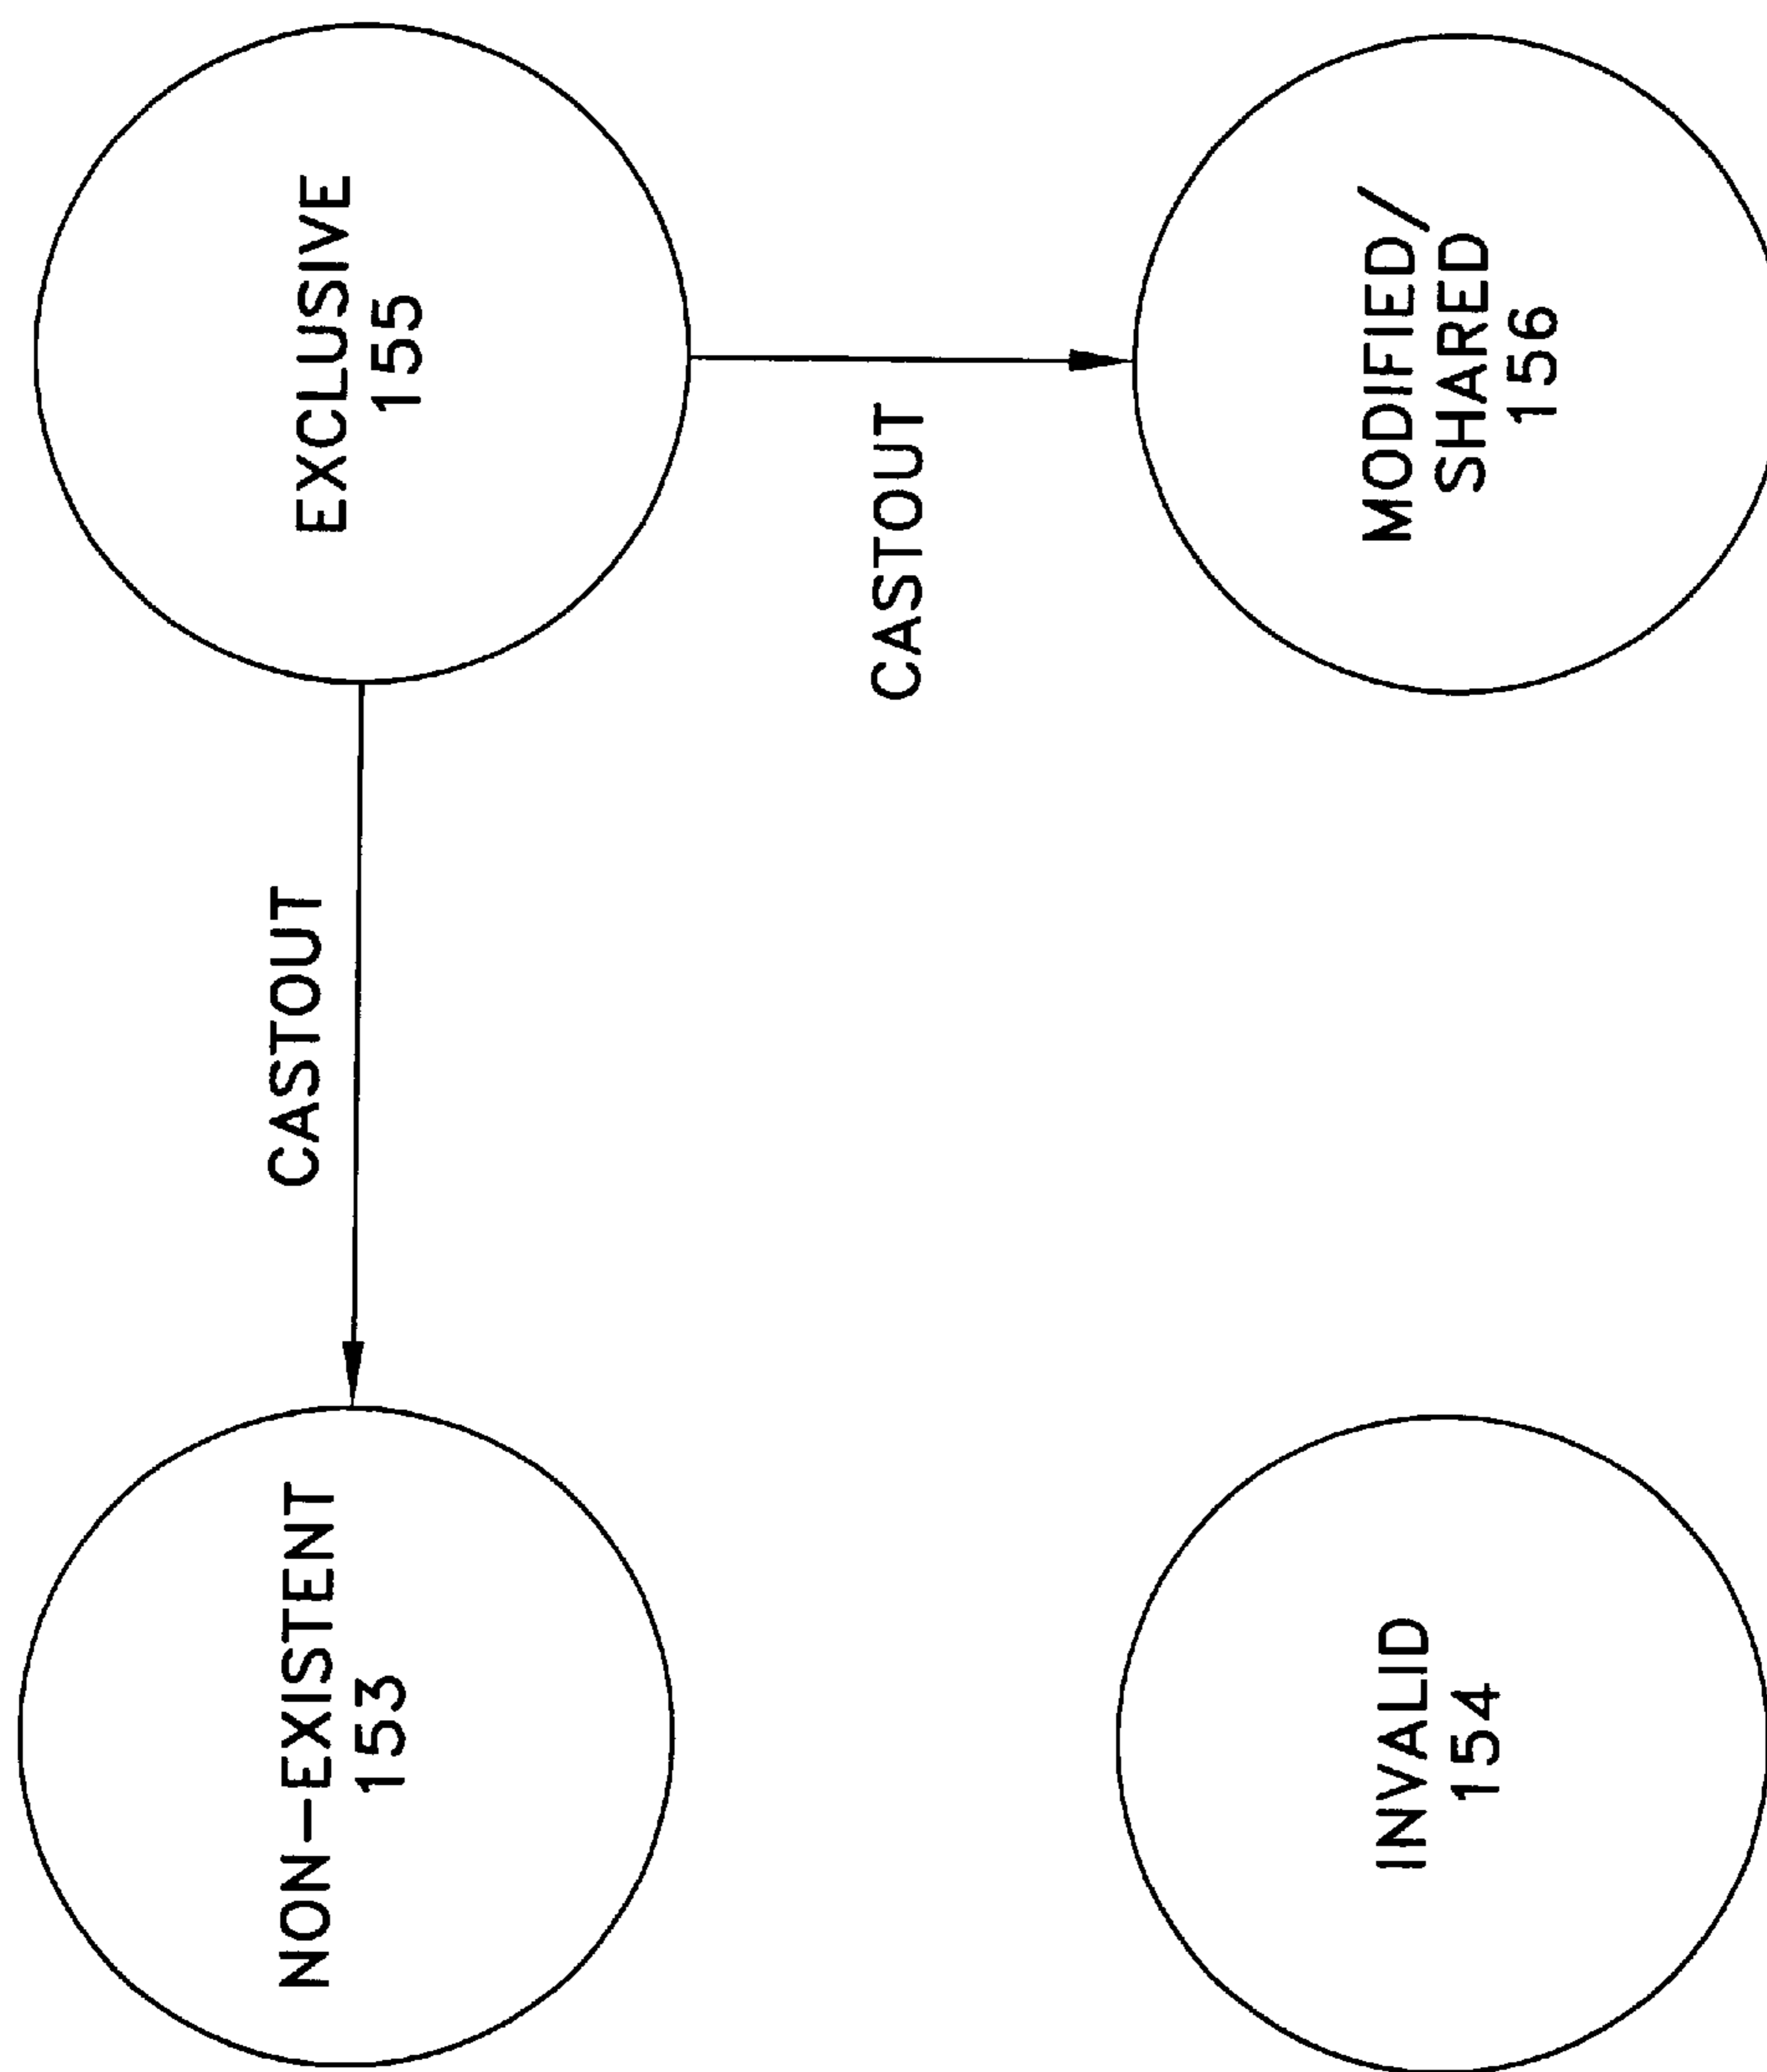 NON-EXISTENT
153
CASTOUT
EXCLUSIVE
155
CASTOUT
INVALID
154
MODIFIED/
SHARED
156